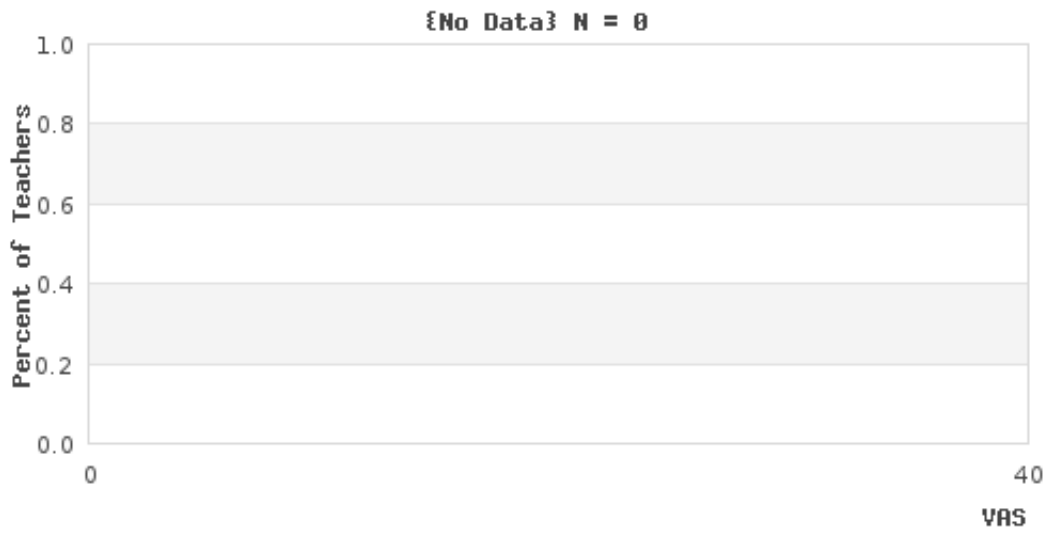 {No Data} N = 0
1.0
0.8
0.6
0.4
0.2
0.0
Percent of Teachers
0 40
VAS